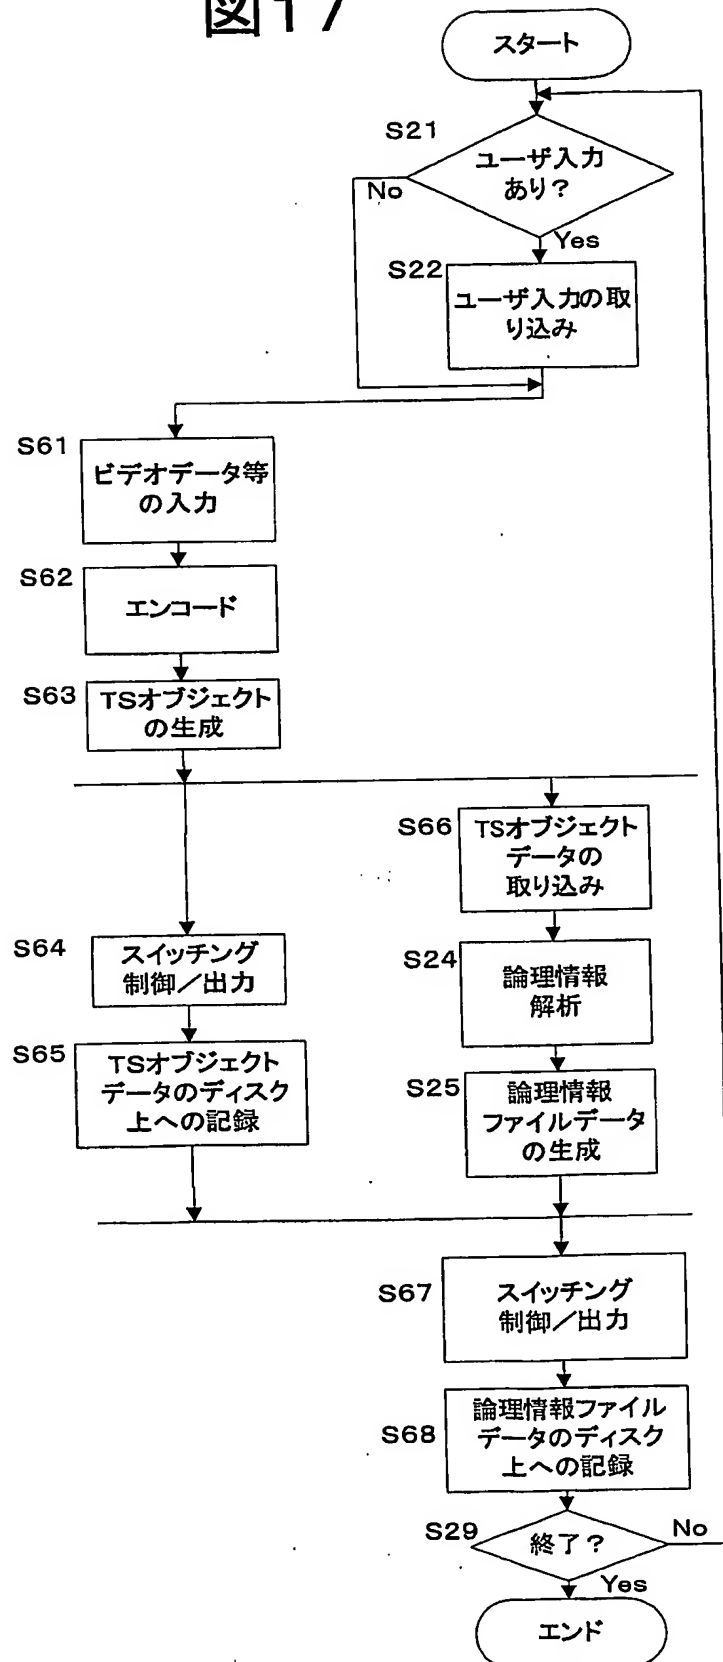 図17
スタート
S21
ユーザ入力
あり?
No
Yes
S22
ユーザ入力の取
り込み
S61
ビデオデータ等
の入力
S62
エンコード
S63
TSオブジェクト
の生成
S66
TSオブジェクト
データの
取り込み
S64
スイッチング
制御/出力
S24
論理情報
解析
S65
TSオブジェクト
データのディスク
上への記録
S25
論理情報
ファイルデータ
の生成
S67
スイッチング
制御/出力
S68
論理情報ファイル
データのディスク
上への記録
S29
終了?
No
Yes
エンド